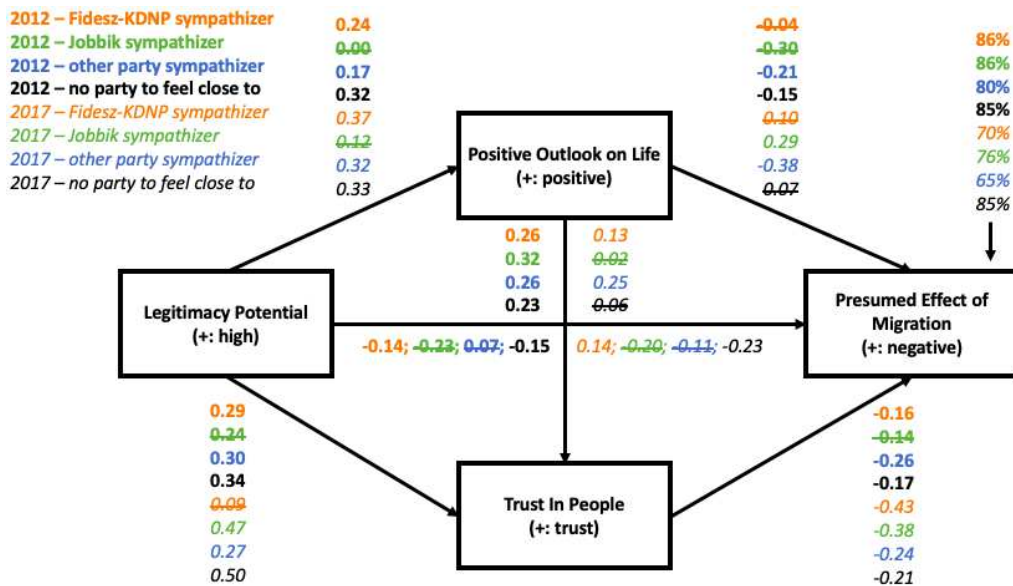 2012 – Fidesz-KDNP sympathizer
2012 – Jobbik sympathizer
2012 – other party sympathizer
2012 – no party to feel close to
2017 – Fidesz-KDNP sympathizer
2017 – Jobbik sympathizer
2017 – other party sympathizer
2017 – no party to feel close to
0.24
0.00
0.17
0.32
0.37
0.12
0.32
0.33
-0.04
-0.30
-0.21
-0.15
0.10
0.29
-0.38
0.07
86%
86%
80%
85%
70%
76%
65%
85%
Positive Outlook on Life
(+: positive)
0.26 0.13
0.32 0.02
0.26 0.25
0.23 0.06
Legitimacy Potential
(+: high)
Presumed Effect of
Migration
(+: negative)
-0.14; -0.23; 0.07; -0.15 0.14; -0.20; -0.11; -0.23
0.29
0.24
0.30
0.34
0.09
0.47
0.27
0.50
Trust In People
(+: trust)
-0.16
-0.14
-0.26
-0.17
-0.43
-0.38
-0.24
-0.21